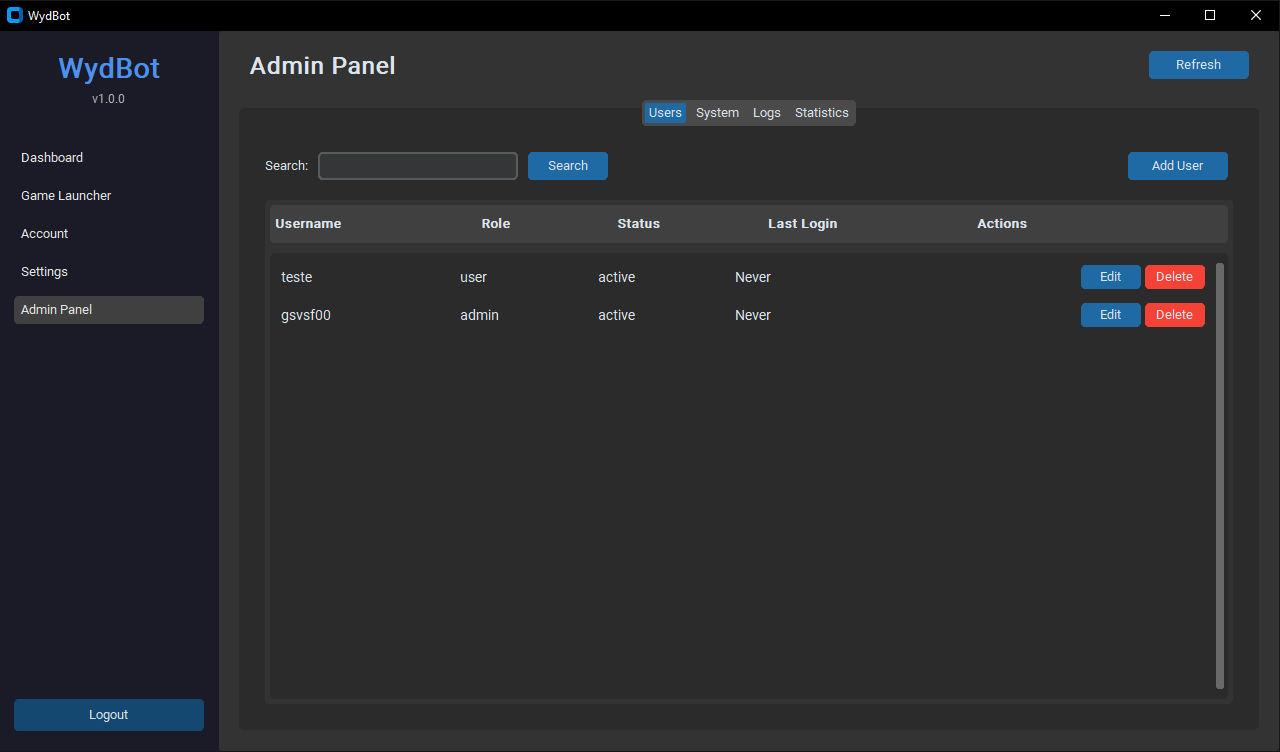 WydBot
WydBot
v1.0.0
Dashboard
Game Launcher
Account
Settings
Admin Panel
Logout
Admin Panel
Refresh
Users System Logs Statistics
Search: Search Add User
Username Role Status Last Login Actions
teste user active Never Edit Delete
gsvsf00 admin active Never Edit Delete